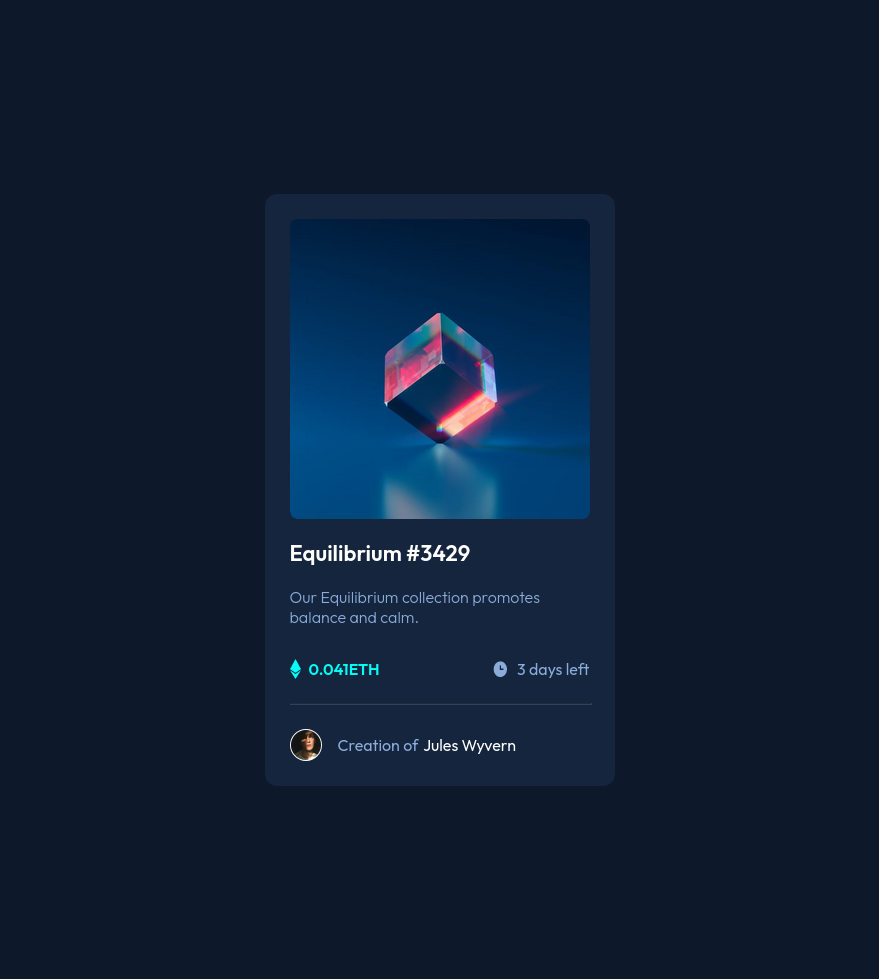 Equilibrium #3429
Our Equilibrium collection promotes
balance and calm.
0.041ETH
3 days left
Creation of Jules Wyvern